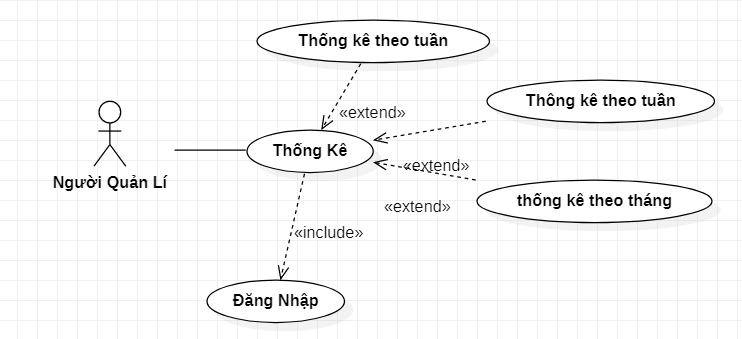 Thống kê theo tuần
Thông kê theo tuần
«extend»
Thống Kê
«extend»
Người Quản Lí
thống kê theo tháng
«extend»
«include»
Đăng Nhập